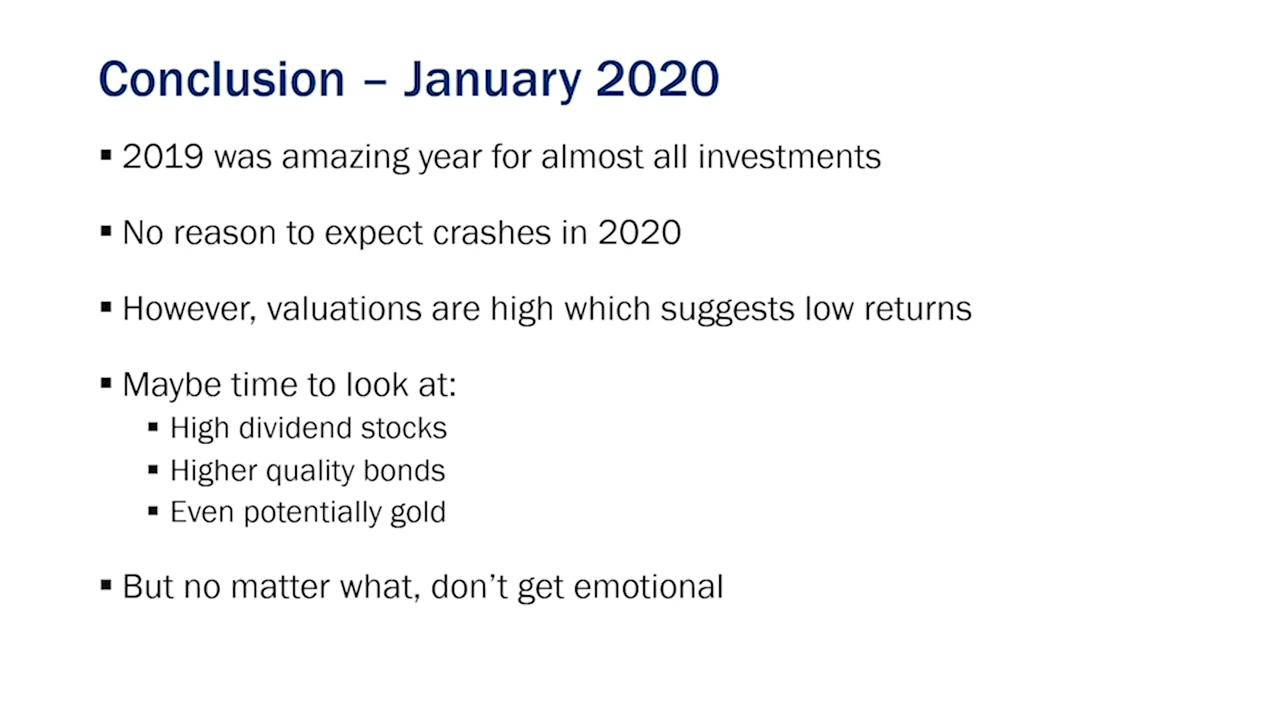 Conclusion – January 2020
▪ 2019 was amazing year for almost all investments
▪ No reason to expect crashes in 2020
▪ However, valuations are high which suggests low returns
▪ Maybe time to look at:
▪ High dividend stocks
▪ Higher quality bonds
▪ Even potentially gold
▪ But no matter what, don’t get emotional